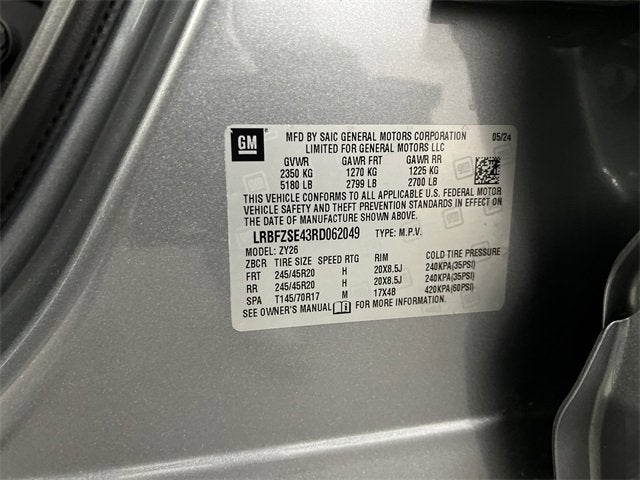 GM
MFD BY SAIC GENERAL MOTORS CORPORATION 05/24
LIMITED FOR GENERAL MOTORS LLC
GVWR GAWR FRT GAWR RR
2350 KG 1270 KG 1225 KG
5180 LB 2799 LB 2700 LB
THIS VEHICLE CONFORMS TO ALL APPLICABLE U.S. FEDERAL MOTOR
VEHICLE SAFETY AND THEFT PREVENTION STANDARDS IN EFFECT ON
THE DATE OF MANUFACTURE SHOWN ABOVE.
LRBFZSE43RD062049 TYPE: M.P.V.
MODEL: ZY26
ZBCR TIRE SIZE SPEED RTG RIM COLD TIRE PRESSURE
FRT 245/45R20 H 20X8.5J 240KPA(35PSI)
RR 245/45R20 H 20X8.5J 240KPA(35PSI)
SPA T145/70R17 M 17X4B 420KPA(60PSI)
SEE OWNER'S MANUAL FOR MORE INFORMATION.